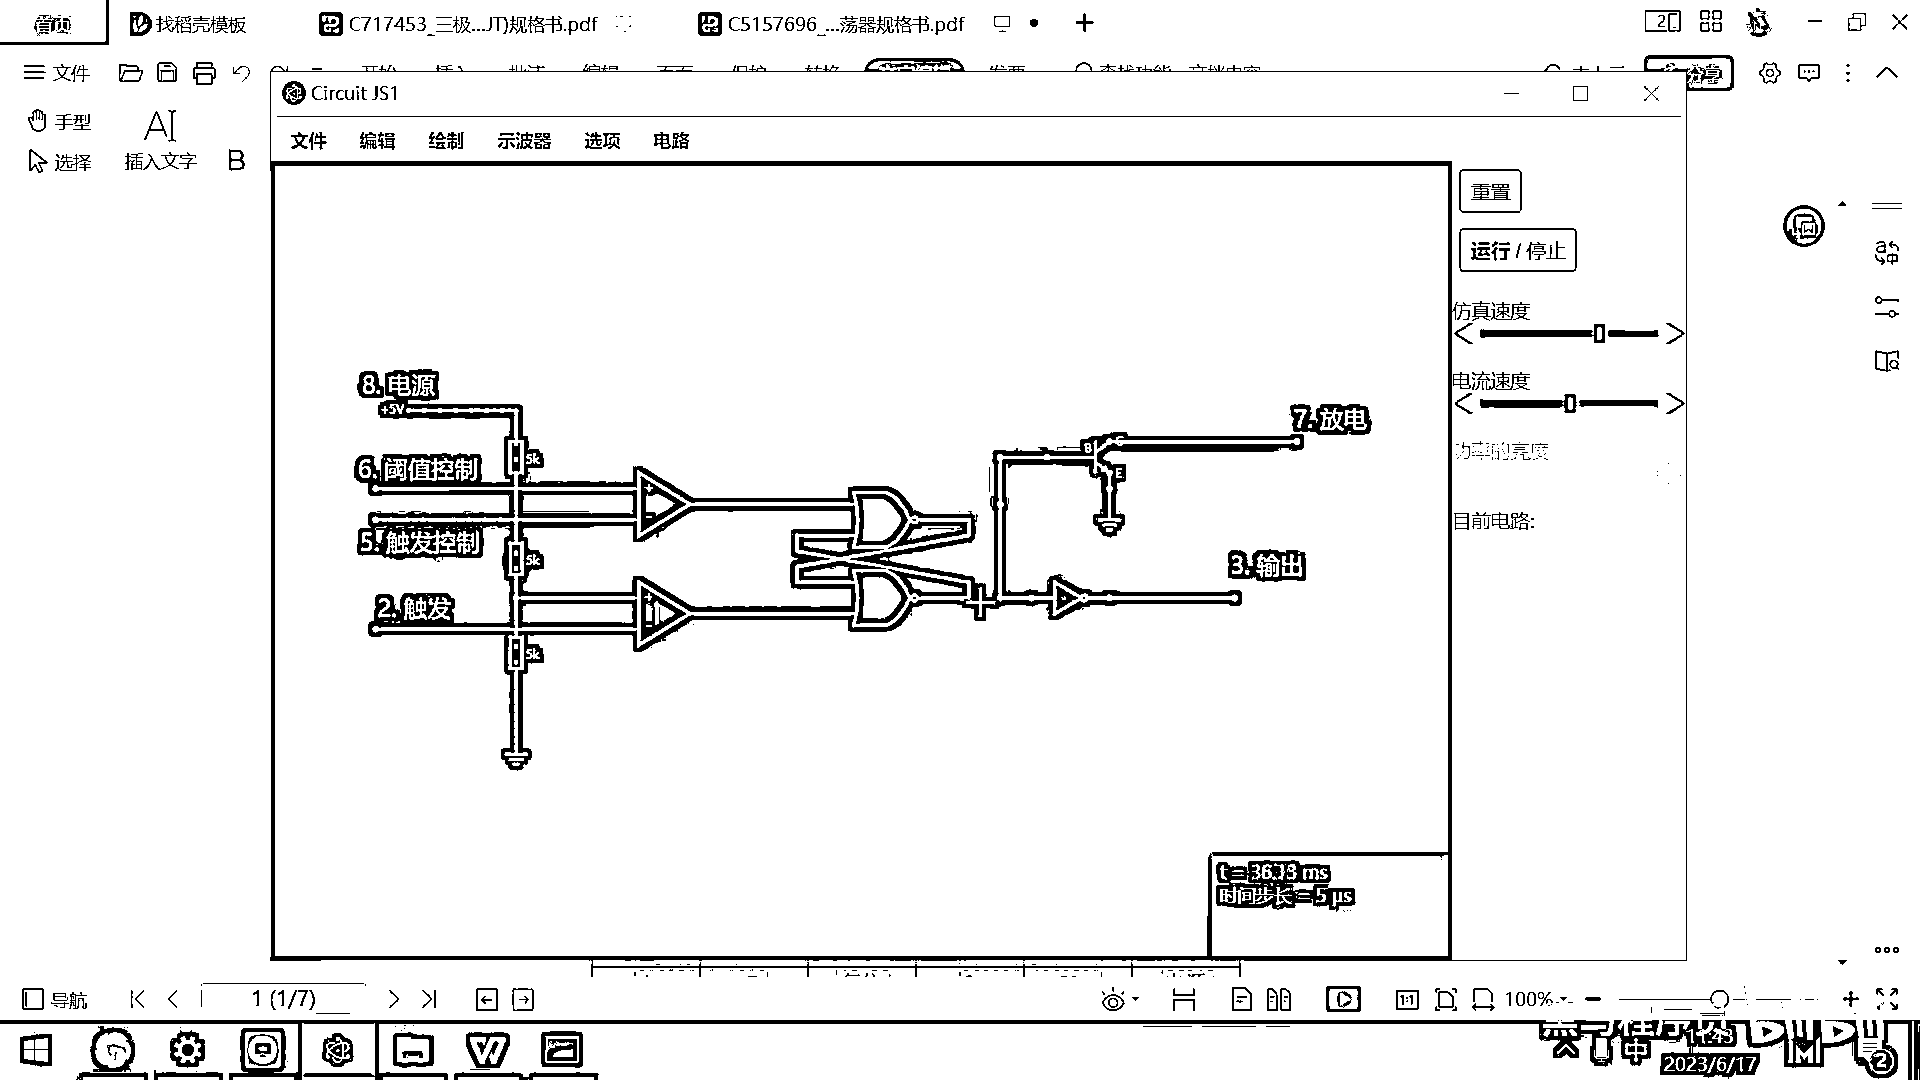 首页
找稻壳模板
C717453_三极...JT)规格书.pdf
C5157696_...荡器规格书.pdf
文件
手型
插入文字
选择
B
Circuit JS1
文件 编辑 绘制 示波器 选项 电路
重置
运行 / 停止
仿真速度
电流速度
功率的亮度
目前电路:
8. 电源
+5V
5k
6. 阈值控制
5. 触发控制
5k
2. 触发
5k
B
E
7. 放电
3. 输出
t = 36.13 ms
时间步长 = 5 µs
导航
1 (1/7)
1:1
100%
中
2023/6/17
2